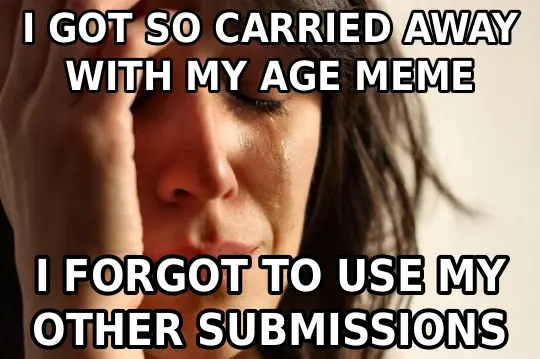 I GOT SO CARRIED AWAY
WITH MY AGE MEME
I FORGOT TO USE MY
OTHER SUBMISSIONS